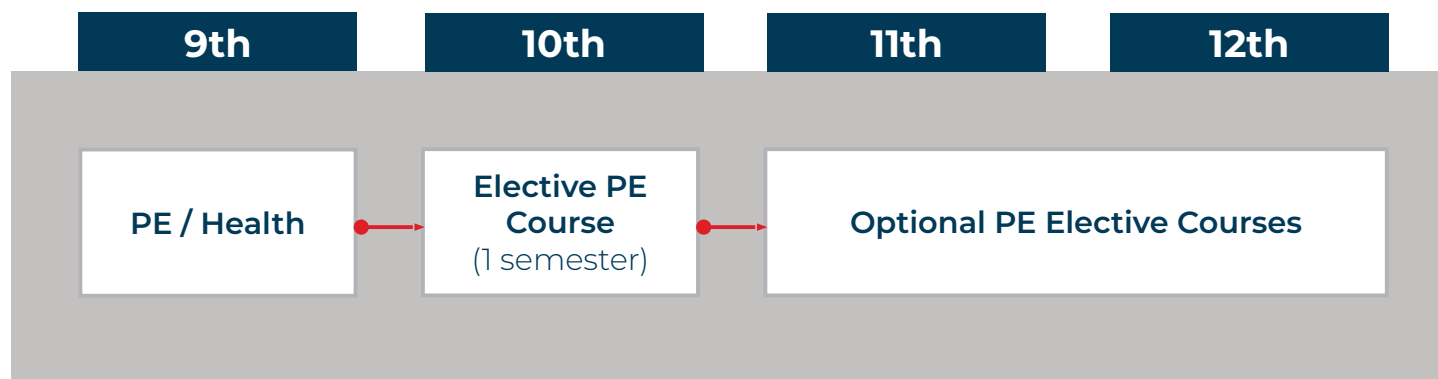 9th
10th
11th
12th
PE / Health
Elective PE
Course
(1 semester)
Optional PE Elective Courses